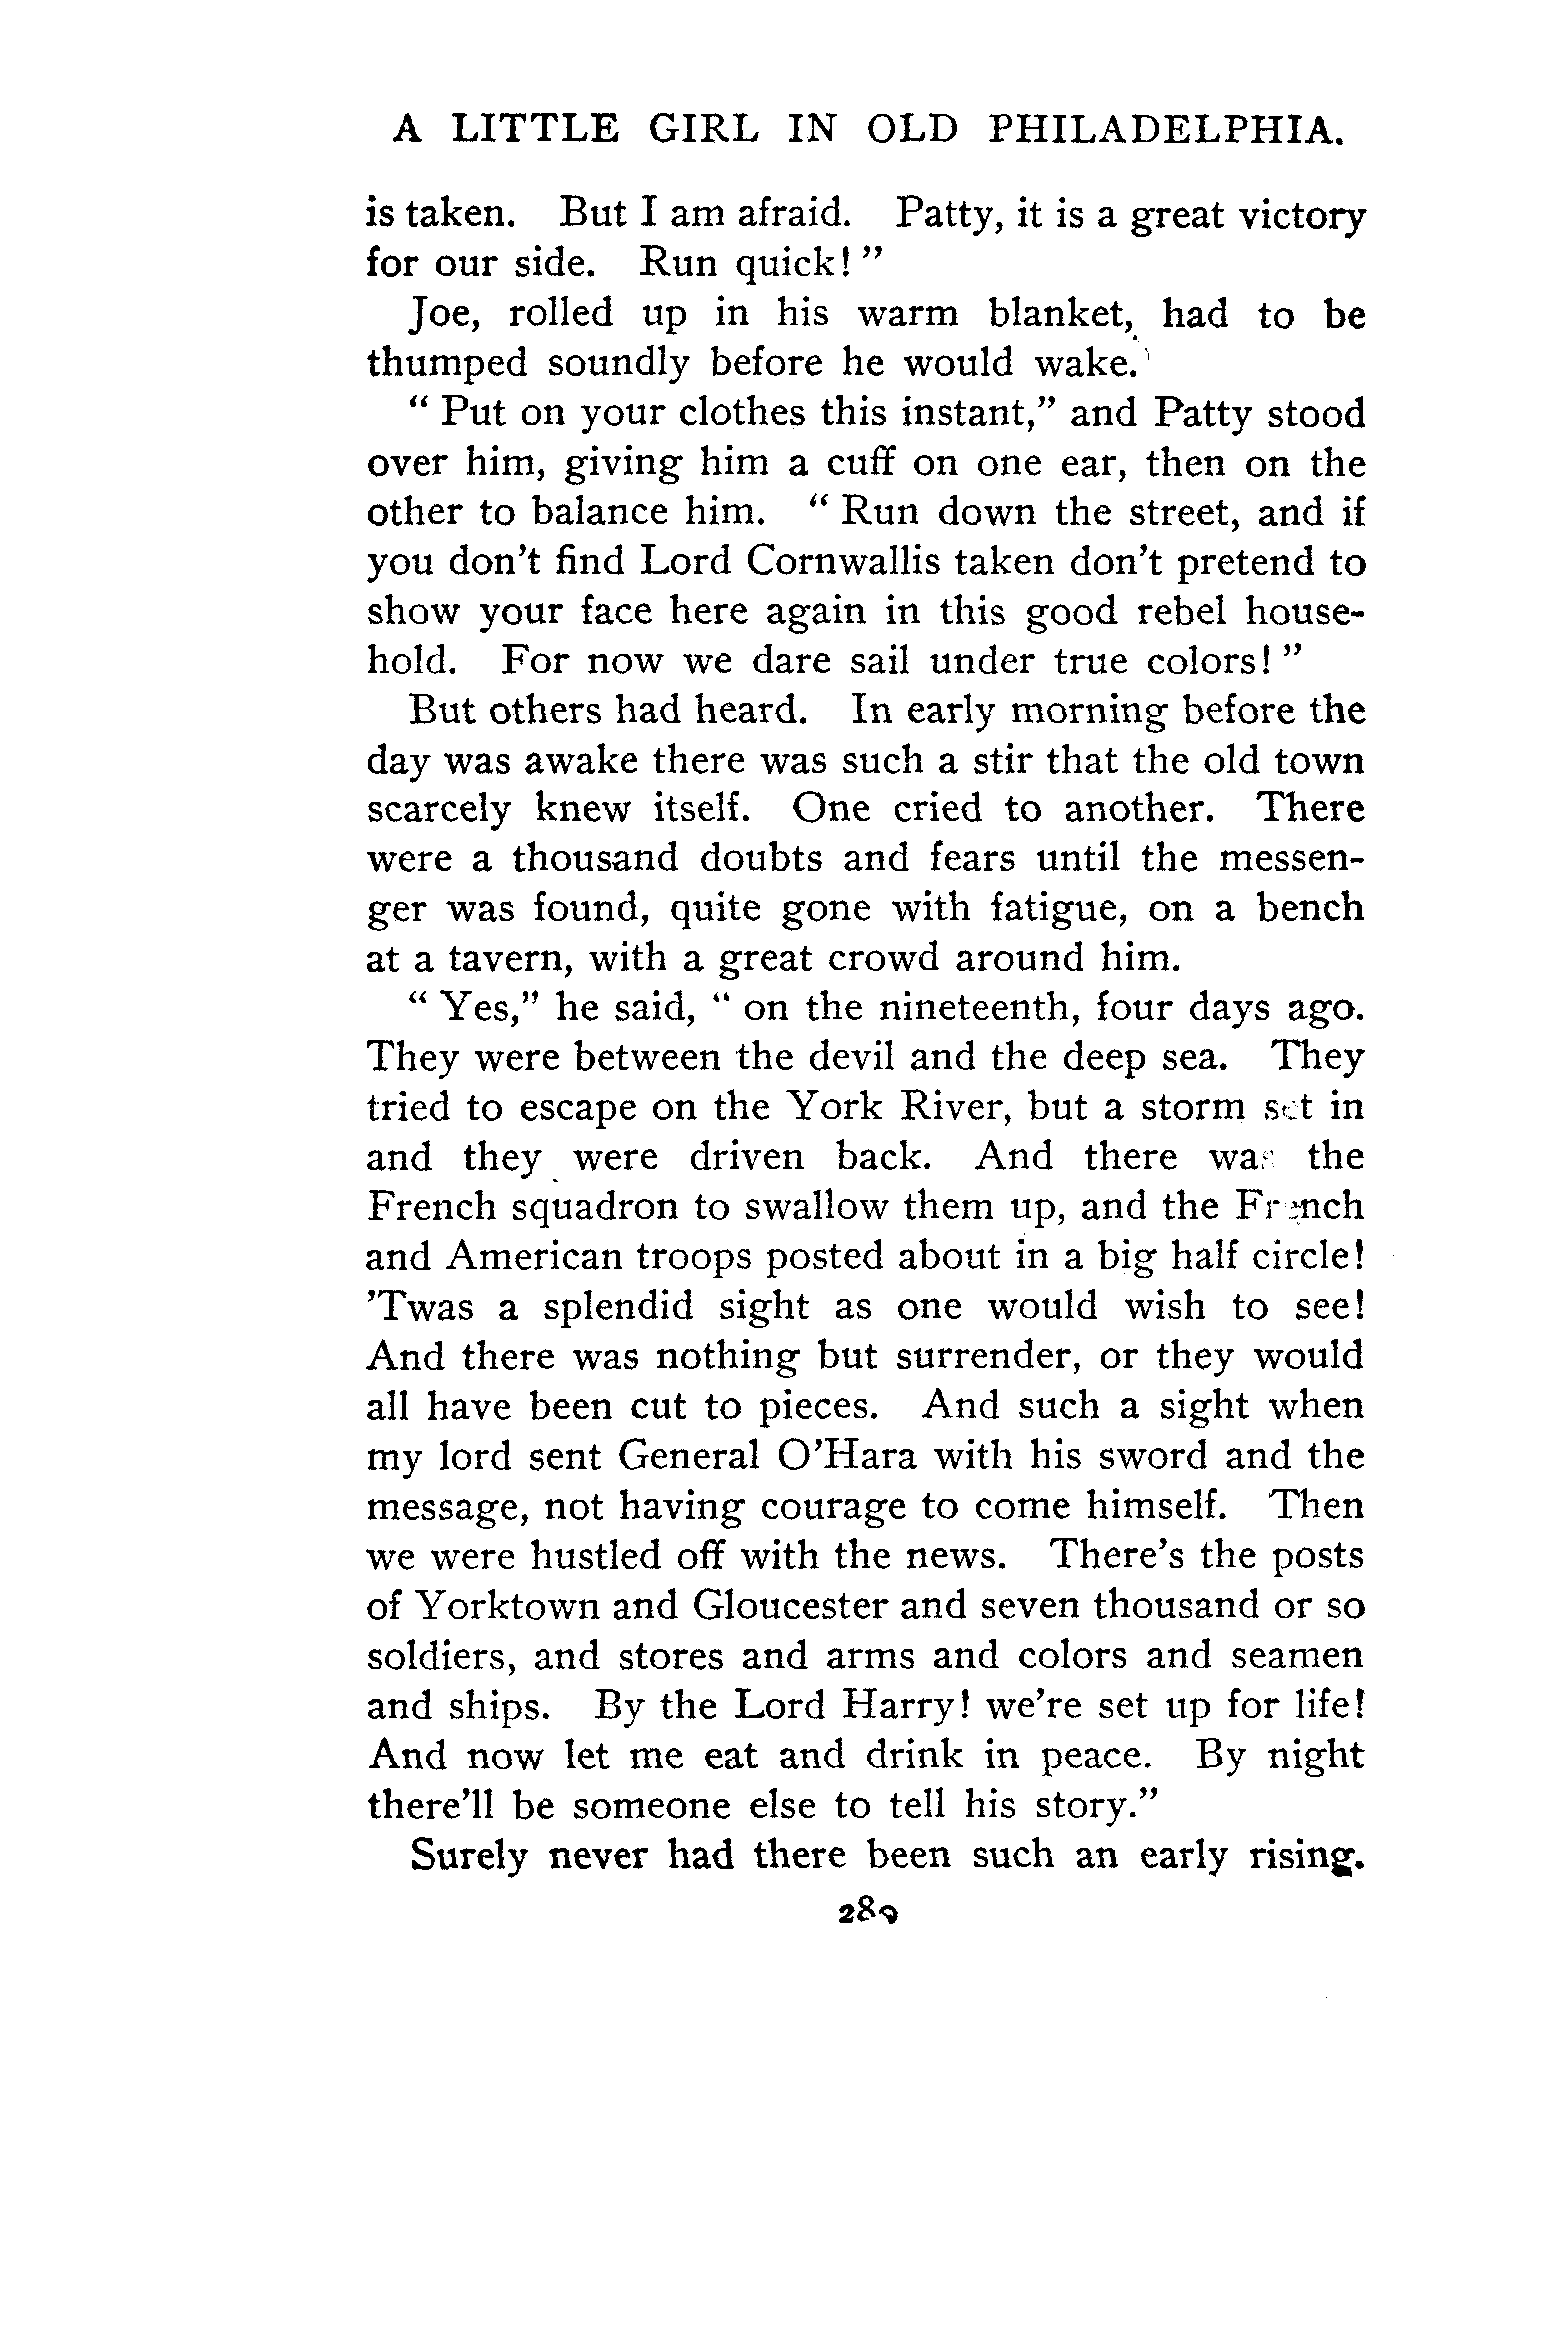 A LITTLE GIRL IN OLD PHILADELPHIA.
is taken. But I am afraid. Patty, it is a great victory
for our side. Run quick!”
Joe, rolled up in his warm blanket, had to be
thumped soundly before he would wake.
“ Put on your clothes this instant,” and Patty stood
over him, giving him a cuff on one ear, then on the
other to balance him. “ Run down the street, and if
you don’t find Lord Cornwallis taken don’t pretend to
show your face here again in this good rebel house-
hold. For now we dare sail under true colors!”
But others had heard. In early morning before the
day was awake there was such a stir that the old town
scarcely knew itself. One cried to another. There
were a thousand doubts and fears until the messen-
ger was found, quite gone with fatigue, on a bench
at a tavern, with a great crowd around him.
“ Yes,” he said, “ on the nineteenth, four days ago.
They were between the devil and the deep sea. They
tried to escape on the York River, but a storm set in
and they were driven back. And there was the
French squadron to swallow them up, and the French
and American troops posted about in a big half circle!
’Twas a splendid sight as one would wish to see!
And there was nothing but surrender, or they would
all have been cut to pieces. And such a sight when
my lord sent General O’Hara with his sword and the
message, not having courage to come himself. Then
we were hustled off with the news. There’s the posts
of Yorktown and Gloucester and seven thousand or so
soldiers, and stores and arms and colors and seamen
and ships. By the Lord Harry! we’re set up for life!
And now let me eat and drink in peace. By night
there’ll be someone else to tell his story.”
Surely never had there been such an early rising.
289